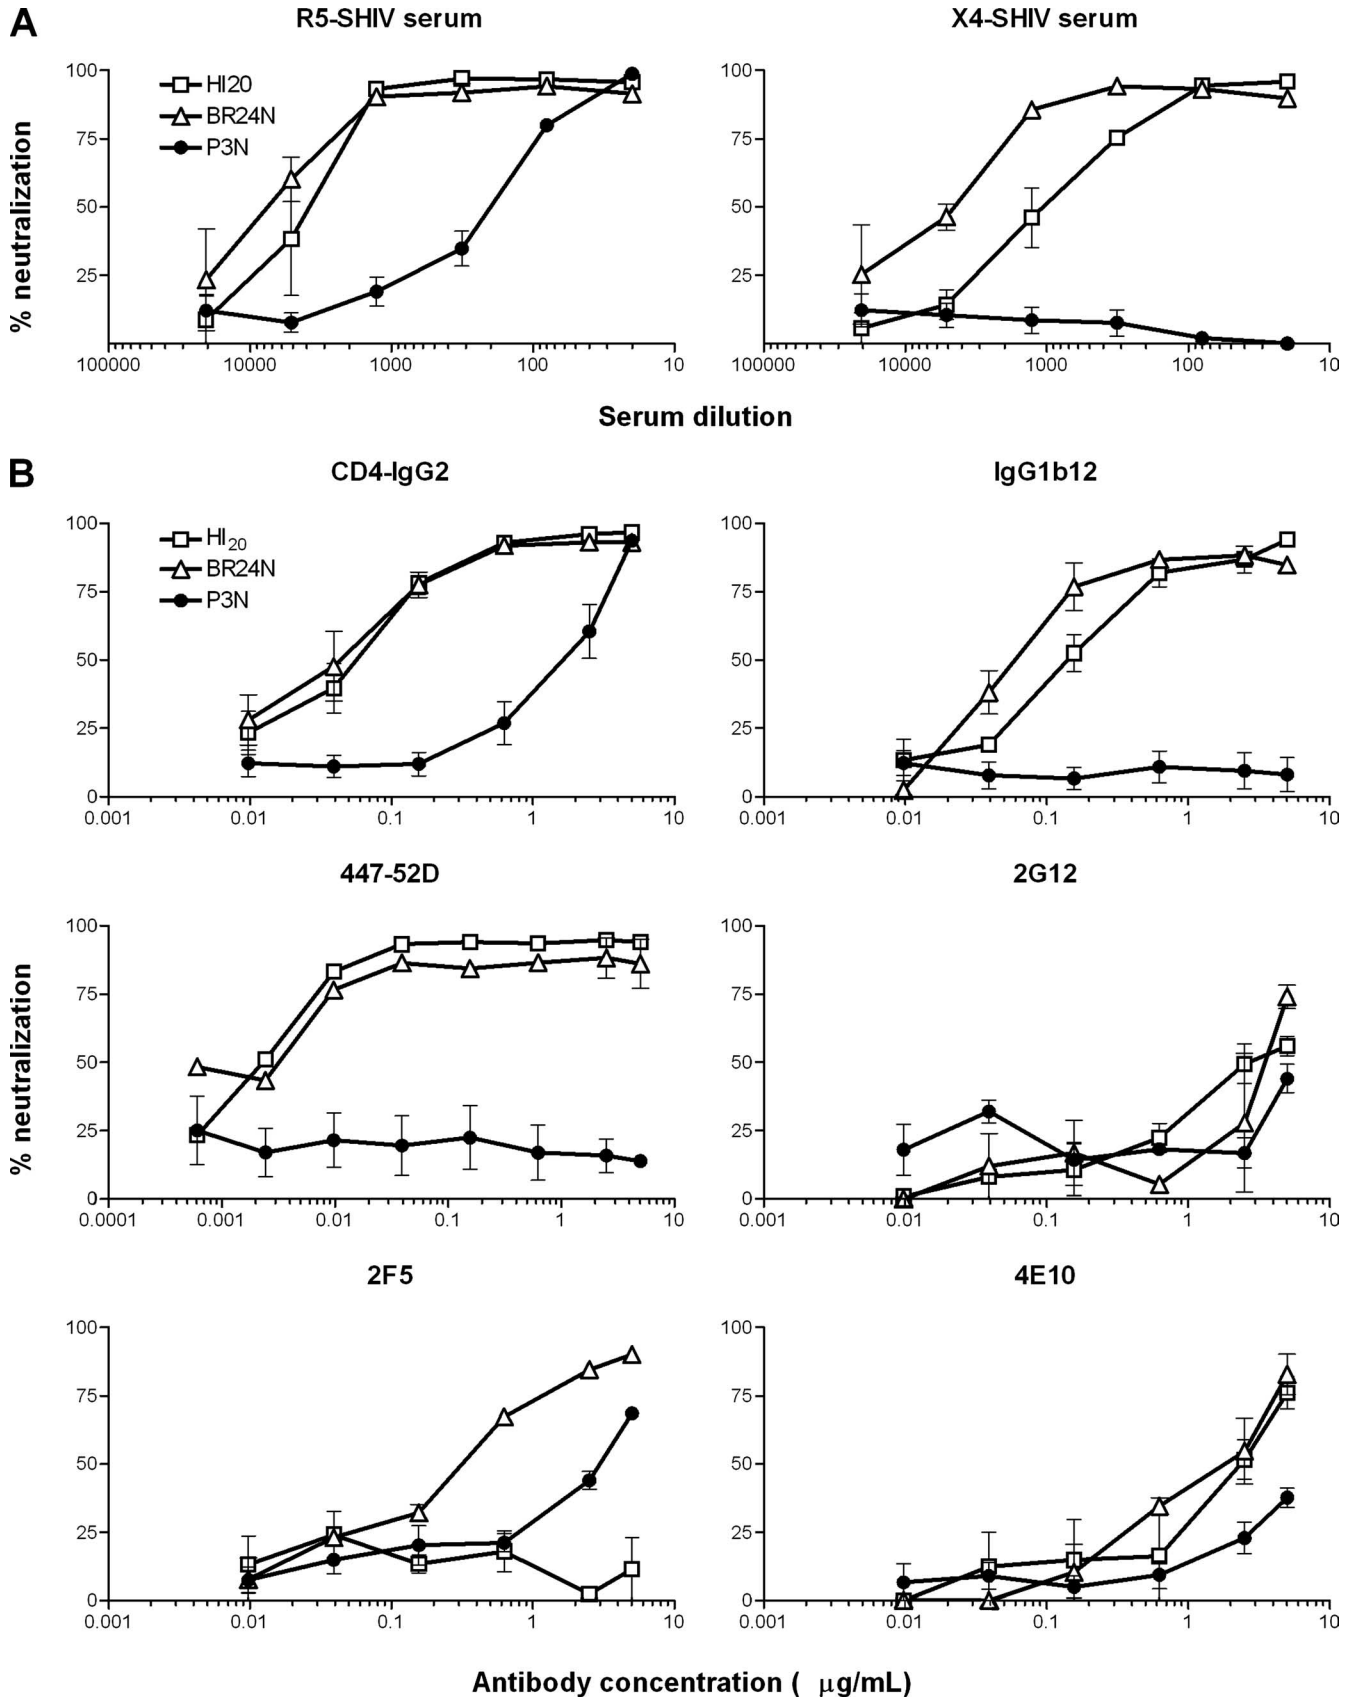 A
R5-SHIV serum
X4-SHIV serum
100
75
50
25
% neutralization
HI20
BR24N
P3N
100000 10000 1000 100 10
100
75
50
25
100000 10000 1000 100 10
Serum dilution
B
CD4-IgG2
IgG1b12
100
75
50
25
0
HI20
BR24N
P3N
0.001 0.01 0.1 1 10
100
75
50
25
0
0.001 0.01 0.1 1 10
447-52D
2G12
% neutralization
100
75
50
25
0
0.0001 0.001 0.01 0.1 1 10
100
75
50
25
0
0.001 0.01 0.1 1 10
2F5
4E10
100
75
50
25
0
0.001 0.01 0.1 1 10
100
75
50
25
0
0.001 0.01 0.1 1 10
Antibody concentration ( μg/mL)